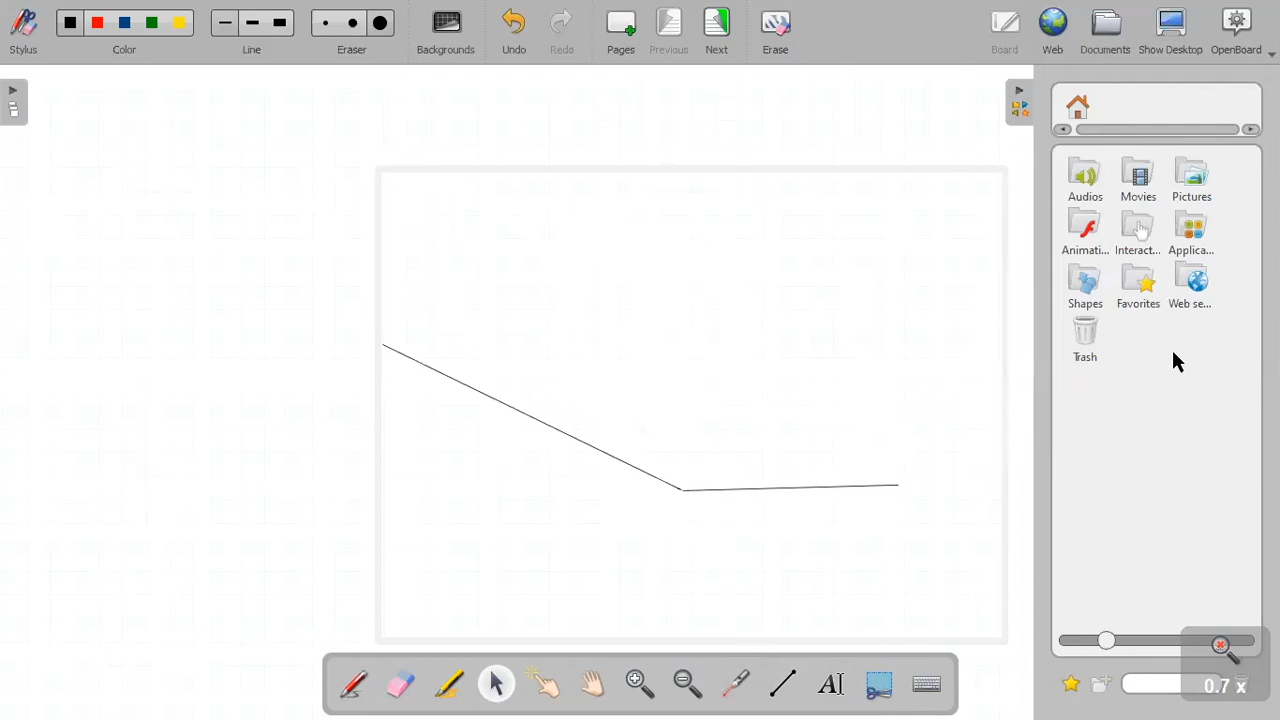 Stylus Color Line Eraser Backgrounds Undo Redo Pages Previous Next Erase Board Web Documents Show Desktop OpenBoard
Audios Movies Pictures
Animati... Interact... Applica...
Shapes Favorites Web se...
Trash
AI
0.7 x